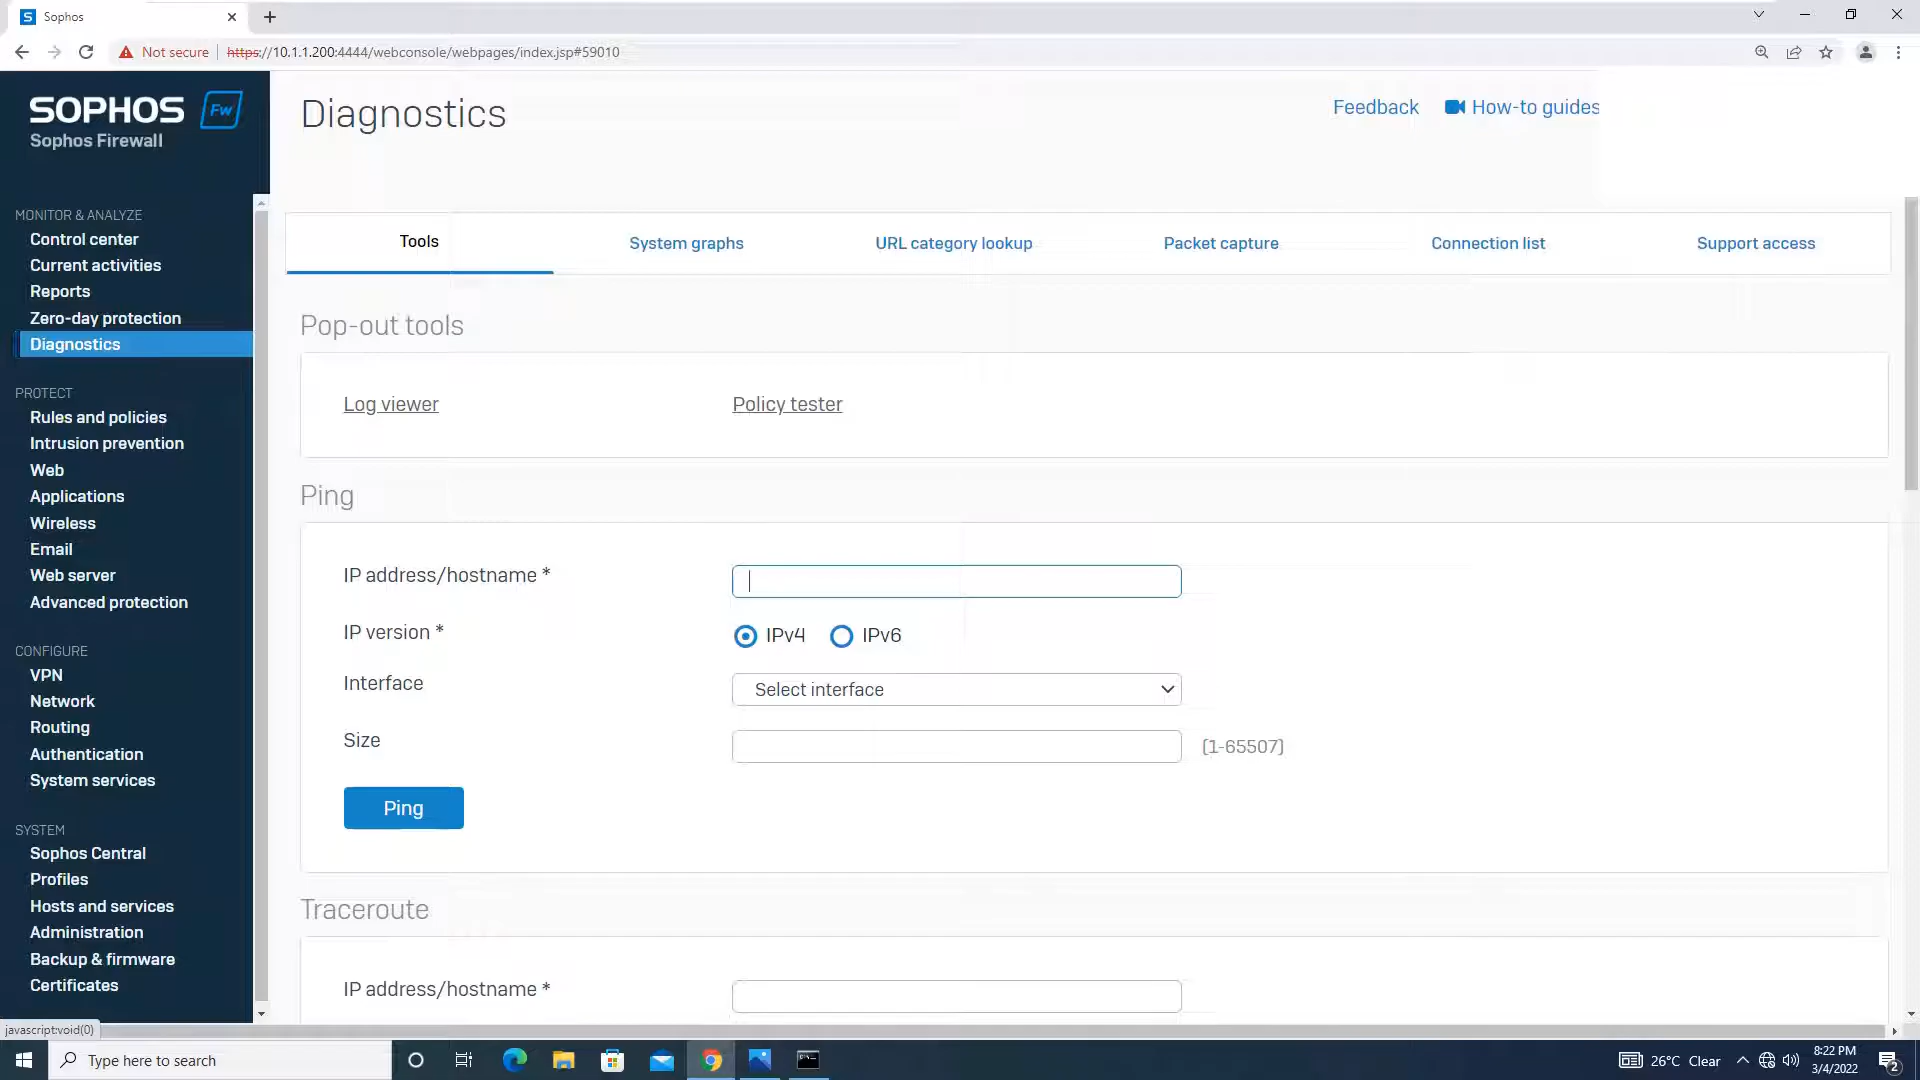 Sophos
Not secure
https://10.1.1.200:4444/webconsole/webpages/index.jsp#59010
SOPHOS Fw
Sophos Firewall
MONITOR & ANALYZE
Control center
Current activities
Reports
Zero-day protection
Diagnostics
PROTECT
Rules and policies
Intrusion prevention
Web
Applications
Wireless
Email
Web server
Advanced protection
CONFIGURE
VPN
Network
Routing
Authentication
System services
SYSTEM
Sophos Central
Profiles
Hosts and services
Administration
Backup & firmware
Certificates
Diagnostics
Feedback
How-to guides
Tools
System graphs
URL category lookup
Packet capture
Connection list
Support access
Pop-out tools
Log viewer
Policy tester
Ping
IP address/hostname *
IP version *
IPv4
IPv6
Interface
Select interface
Size
(1-65507)
Ping
Traceroute
IP address/hostname *
javascript:void(0)
Type here to search
26°C Clear
8:22 PM
3/4/2022
2